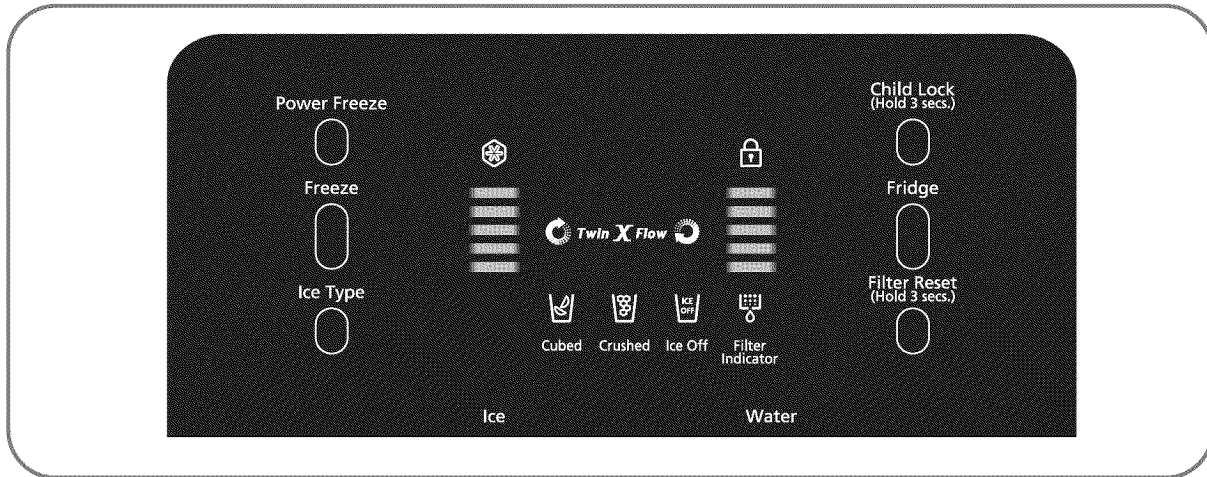 Power Freeze
Child Lock
(Hold 3 secs.)
Freeze
Fridge
Twin X Flow
Ice Type
Filter Reset
(Hold 3 secs.)
ICE
OFF
Cubed
Crushed
Ice Off
Filter
Indicator
Ice
Water